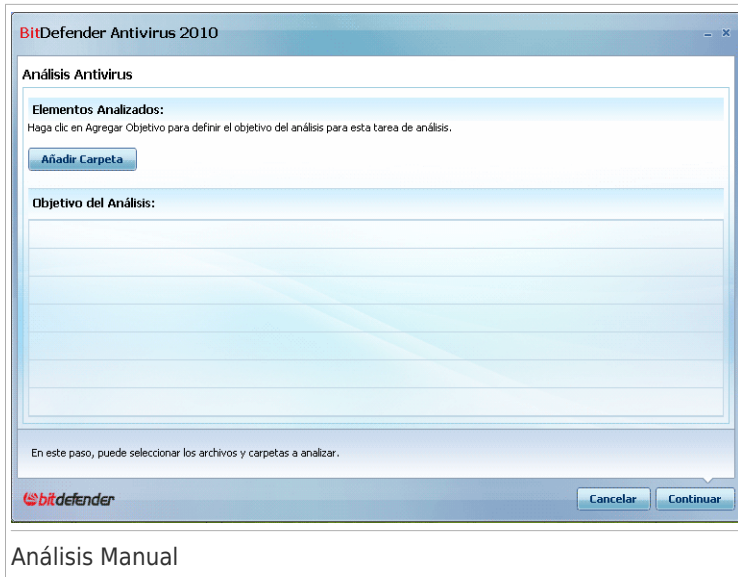 BitDefender Antivirus 2010
Análisis Antivirus
Elementos Analizados:
Haga clic en Agregar Objetivo para definir el objetivo del análisis para esta tarea de análisis.
Añadir Carpeta
Objetivo del Análisis:
En este paso, puede seleccionar los archivos y carpetas a analizar.
bitdefender
Cancelar
Continuar
Análisis Manual